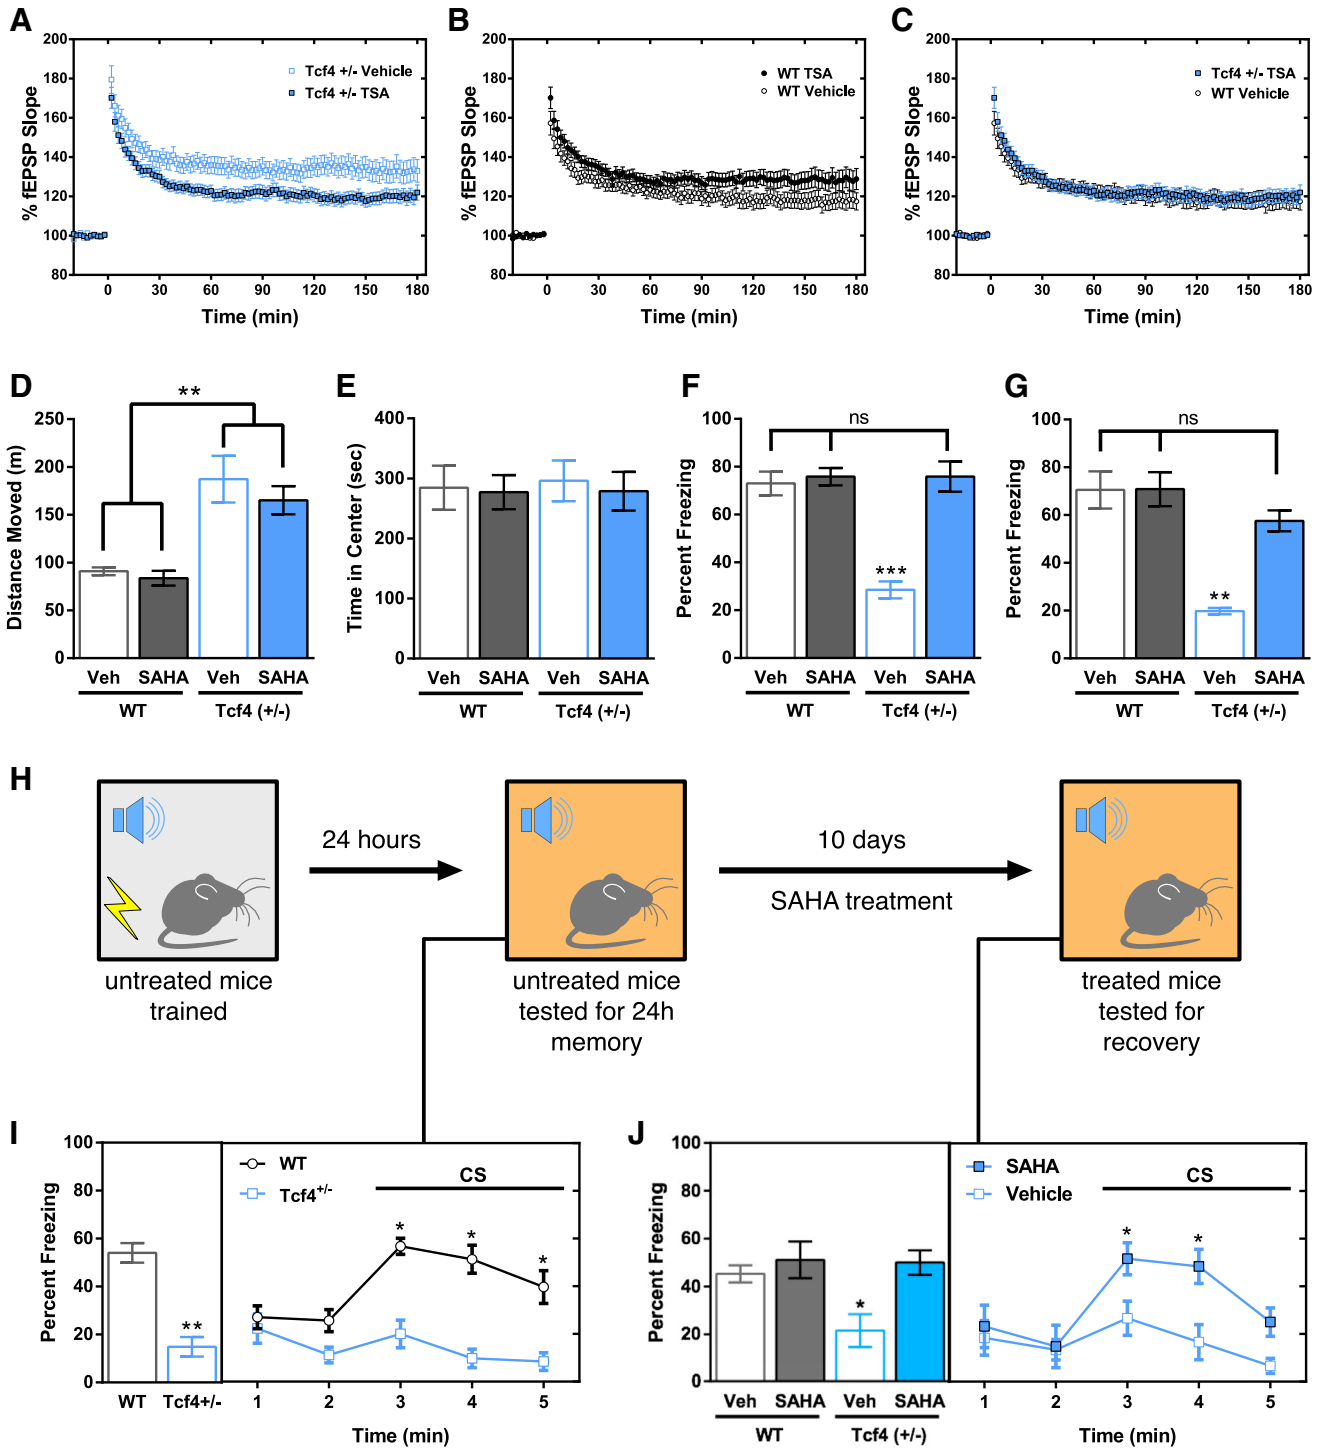 A
B
C
200
180
160
140
120
100
80
% fEPSP Slope
0 30 60 90 120 150 180
Time (min)
Tcf4 +/- Vehicle
Tcf4 +/- TSA
200
180
160
140
120
100
80
% fEPSP Slope
0 30 60 90 120 150 180
Time (min)
WT TSA
WT Vehicle
200
180
160
140
120
100
80
% fEPSP Slope
0 30 60 90 120 150 180
Time (min)
Tcf4 +/- TSA
WT Vehicle
D
**
250
200
150
100
50
0
Distance Moved (m)
Veh SAHA Veh SAHA
WT Tcf4 (+/-)
E
400
300
200
100
0
Time in Center (sec)
Veh SAHA Veh SAHA
WT Tcf4 (+/-)
F
ns
***
100
80
60
40
20
0
Percent Freezing
Veh SAHA Veh SAHA
WT Tcf4 (+/-)
G
ns
**
100
80
60
40
20
0
Percent Freezing
Veh SAHA Veh SAHA
WT Tcf4 (+/-)
H
24 hours
10 days
SAHA treatment
untreated mice
trained
untreated mice
tested for 24h
memory
treated mice
tested for
recovery
I
100
80
60
40
20
0
Percent Freezing
**
WT Tcf4+/-
WT
Tcf4+/-
CS
* * *
1 2 3 4 5
Time (min)
J
100
80
60
40
20
0
Percent Freezing
*
Veh SAHA Veh SAHA
WT Tcf4 (+/-)
SAHA
Vehicle
CS
* *
1 2 3 4 5
Time (min)